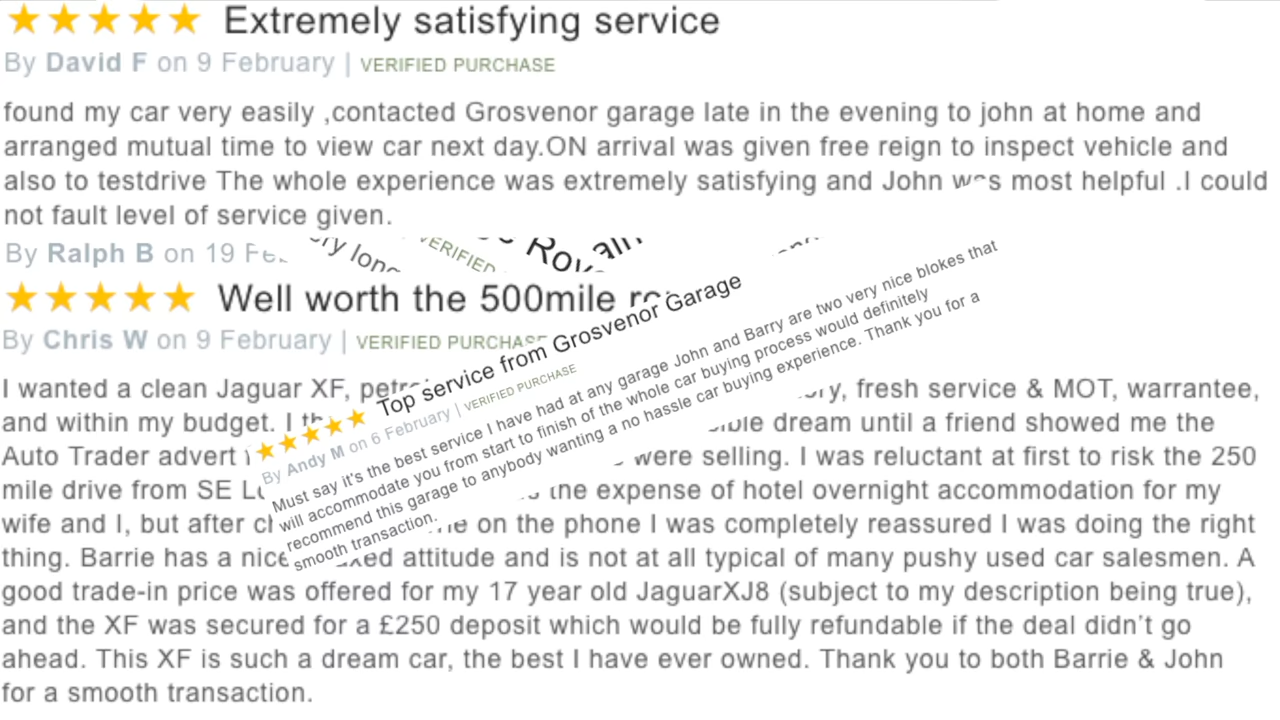 Extremely satisfying service
By David F on 9 February | VERIFIED PURCHASE
found my car very easily ,contacted Grosvenor garage late in the evening to john at home and
arranged mutual time to view car next day.ON arrival was given free reign to inspect vehicle and
also to testdrive The whole experience was extremely satisfying and John was most helpful .I could
not fault level of service given.
By Ralph B on 19
VERIFIED
Well worth the 500mile
By Chris W on 9 February | VERIFIED PURCHASE
I wanted a clean Jaguar XF, fresh service & MOT, warrantee,
and within my budget. I dream until a friend showed me the
Auto Trader advert were selling. I was reluctant at first to risk the 250
mile drive from SE the expense of hotel overnight accommodation for my
wife and I, but after on the phone I was completely reassured I was doing the right
thing. Barrie has a nice attitude and is not at all typical of many pushy used car salesmen. A
good trade-in price was offered for my 17 year old JaguarXJ8 (subject to my description being true),
and the XF was secured for a £250 deposit which would be fully refundable if the deal didn’t go
ahead. This XF is such a dream car, the best I have ever owned. Thank you to both Barrie & John
for a smooth transaction.
Top service from Grosvenor Garage
By Andy M on 6 February | VERIFIED PURCHASE
Must say it's the best service I have had at any garage John and Barry are two very nice blokes that
will accommodate you from start to finish of the whole car buying process would definitely
recommend this garage to anybody wanting a no hassle car buying experience. Thank you for a
smooth transaction.